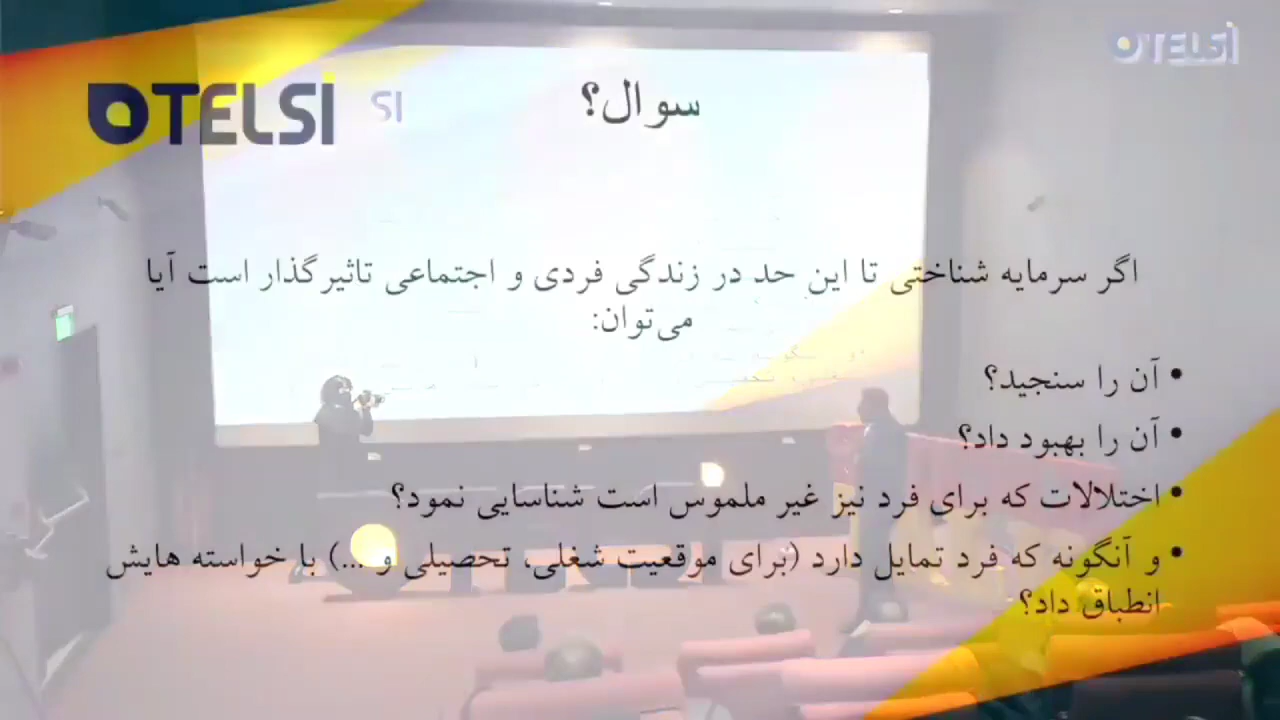 OTELSI
OTELSI
SI
سوال؟
اگر سرمایه شناختی تا این حد در زندگی فردی و اجتماعی تاثیرگذار است آیا
می‌توان:
• آن را سنجید؟
• آن را بهبود داد؟
• اختلالات که برای فرد نیز غیر ملموس است شناسایی نمود؟
• و آنگونه که فرد تمایل دارد (برای موقعیت شغلی، تحصیلی و ...) با خواسته هایش
انطباق داد؟